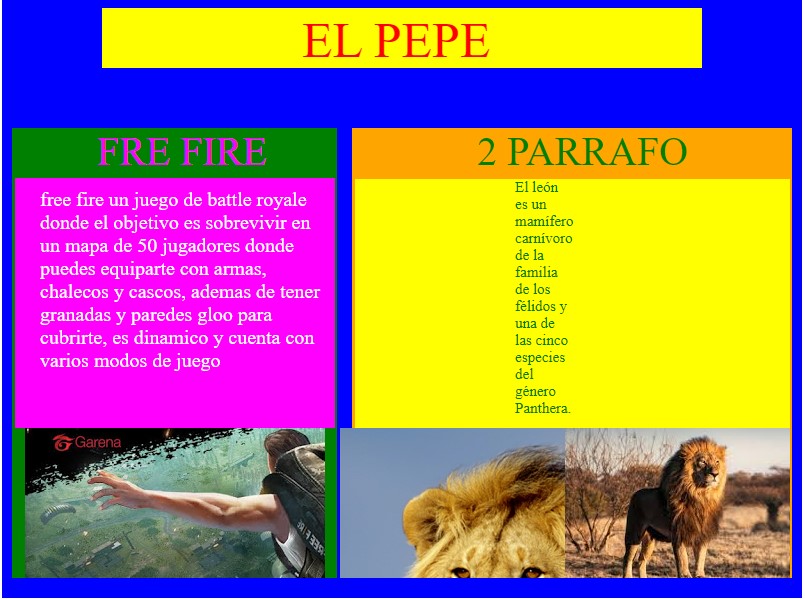 EL PEPE
FRE FIRE
free fire un juego de battle royale
donde el objetivo es sobrevivir en
un mapa de 50 jugadores donde
puedes equiparte con armas,
chalecos y cascos, ademas de tener
granadas y paredes gloo para
cubrirte, es dinamico y cuenta con
varios modos de juego
Garena
FREE FIRE
2 PARRAFO
El león
es un
mamífero
carnívoro
de la
familia
de los
félidos y
una de
las cinco
especies
del
género
Panthera.